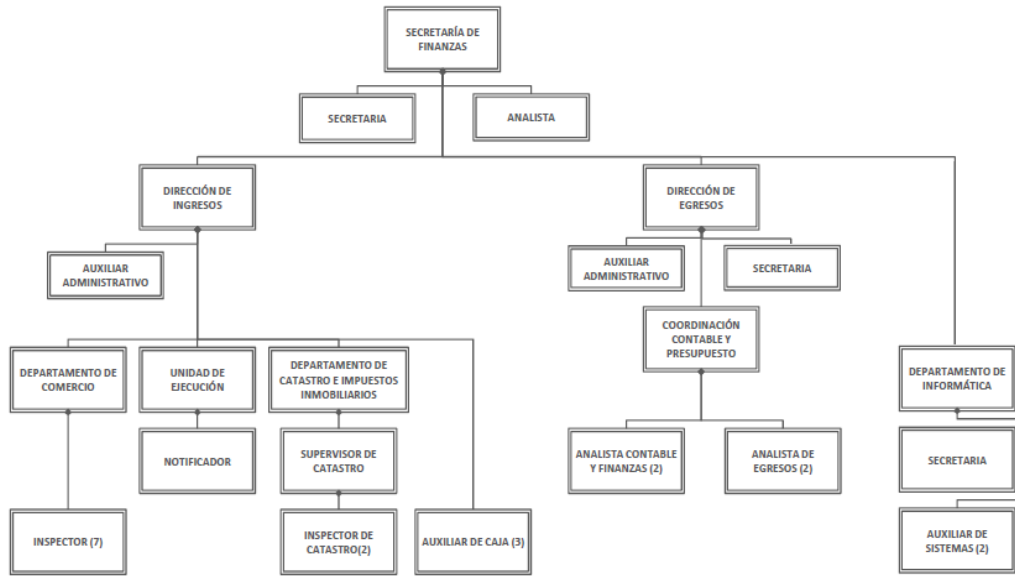 SECRETARÍA DE
FINANZAS
SECRETARIA
ANALISTA
DIRECCIÓN DE
INGRESOS
DIRECCIÓN DE
EGRESOS
AUXILIAR
ADMINISTRATIVO
AUXILIAR
ADMINISTRATIVO
SECRETARIA
COORDINACIÓN
CONTABLE Y
PRESUPUESTO
DEPARTAMENTO DE
COMERCIO
UNIDAD DE
EJECUCIÓN
DEPARTAMENTO DE
CATASTRO E IMPUESTOS
INMOBILIARIOS
DEPARTAMENTO DE
INFORMÁTICA
NOTIFICADOR
SUPERVISOR DE
CATASTRO
ANALISTA CONTABLE
Y FINANZAS (2)
ANALISTA DE
EGRESOS (2)
SECRETARIA
INSPECTOR (7)
INSPECTOR DE
CATASTRO(2)
AUXILIAR DE CAJA (3)
AUXILIAR DE
SISTEMAS (2)